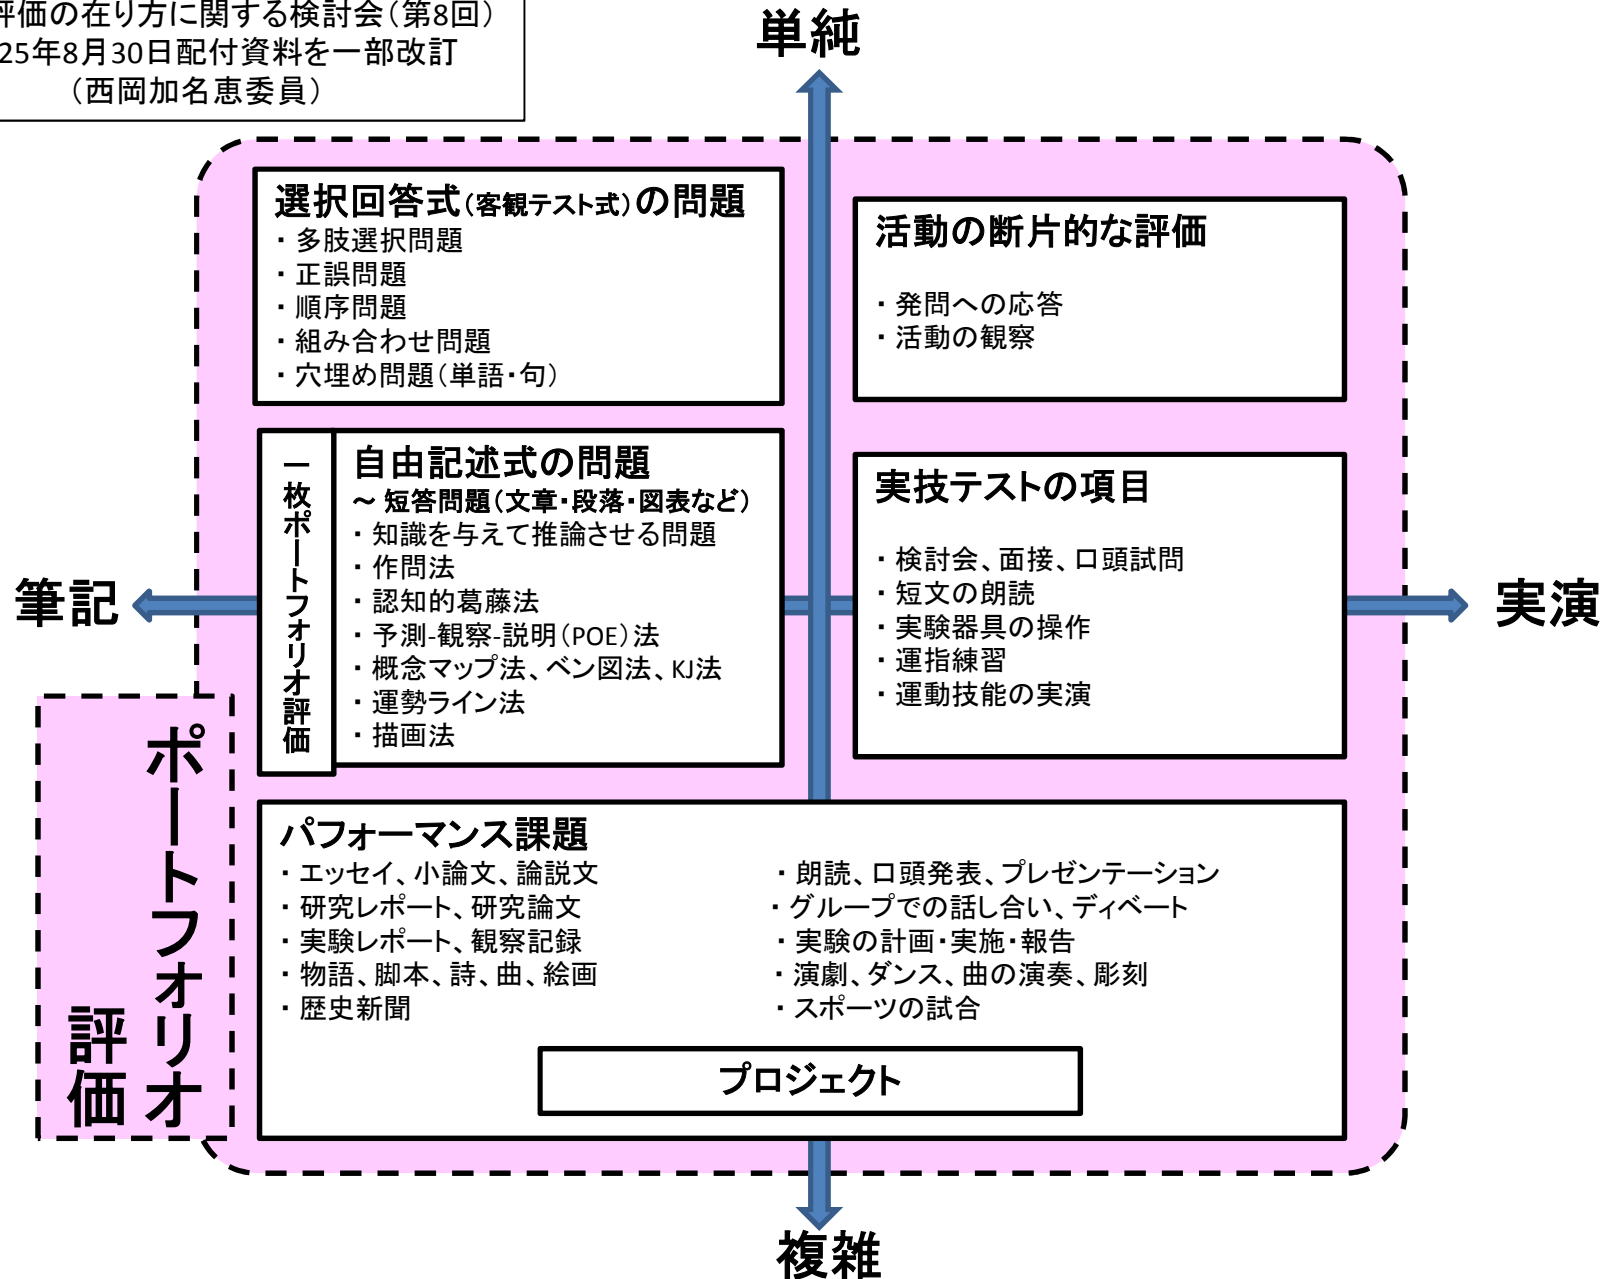 評価の在り方に関する検討会（第8回）
25年8月30日配付資料を一部改訂
（西岡加名恵委員）
単純
選択回答式（客観テスト式）の問題
・多肢選択問題
・正誤問題
・順序問題
・組み合わせ問題
・穴埋め問題（単語・句）
活動の断片的な評価
・発問への応答
・活動の観察
一枚ポートフォリオ評価
自由記述式の問題
～ 短答問題（文章・段落・図表など）
・知識を与えて推論させる問題
・作問法
・認知的葛藤法
・予測-観察-説明（POE）法
・概念マップ法、ベン図法、KJ法
・運勢ライン法
・描画法
実技テストの項目
・検討会、面接、口頭試問
・短文の朗読
・実験器具の操作
・運指練習
・運動技能の実演
筆記
実演
ポートフォリオ
評価
パフォーマンス課題
・エッセイ、小論文、論説文
・研究レポート、研究論文
・実験レポート、観察記録
・物語、脚本、詩、曲、絵画
・歴史新聞
・朗読、口頭発表、プレゼンテーション
・グループでの話し合い、ディベート
・実験の計画・実施・報告
・演劇、ダンス、曲の演奏、彫刻
・スポーツの試合
プロジェクト
複雑